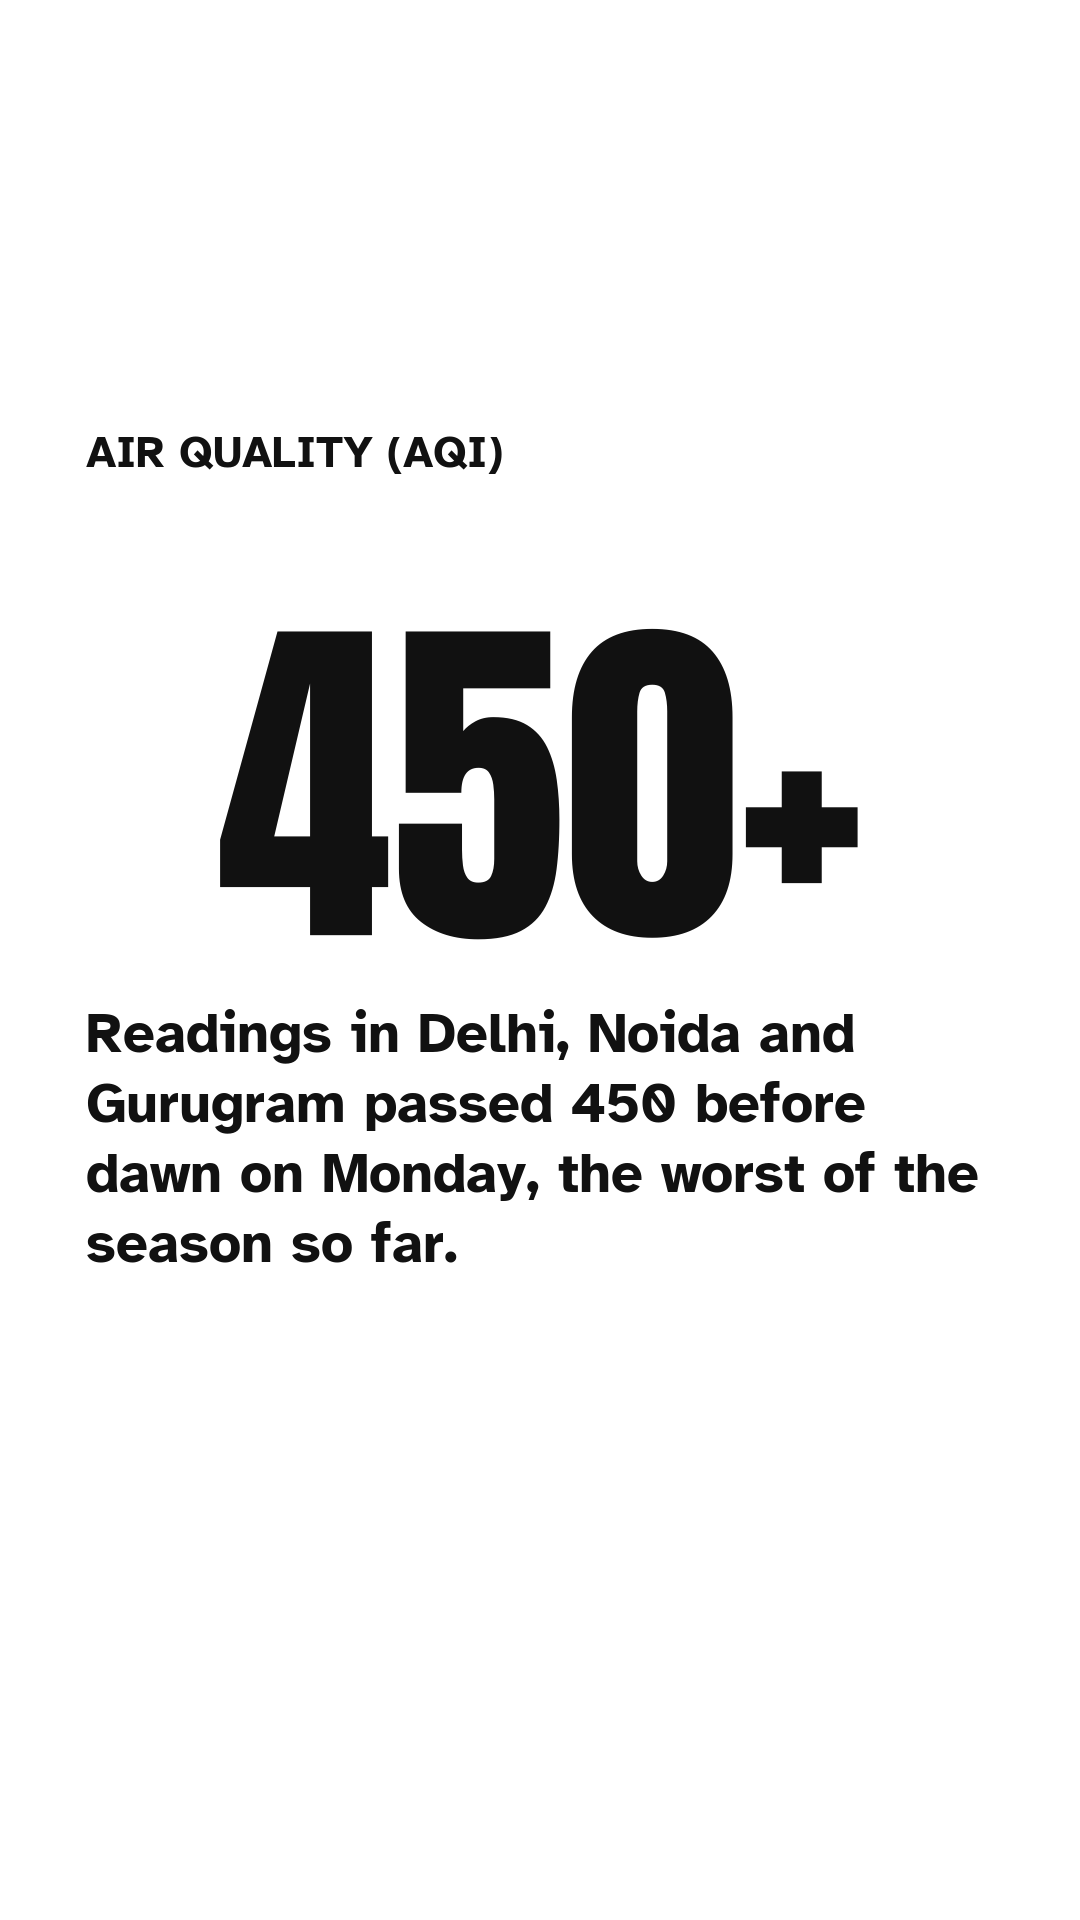 AIR QUALITY (AQI)
450+
Readings in Delhi, Noida and
Gurugram passed 450 before
dawn on Monday, the worst of the
season so far.